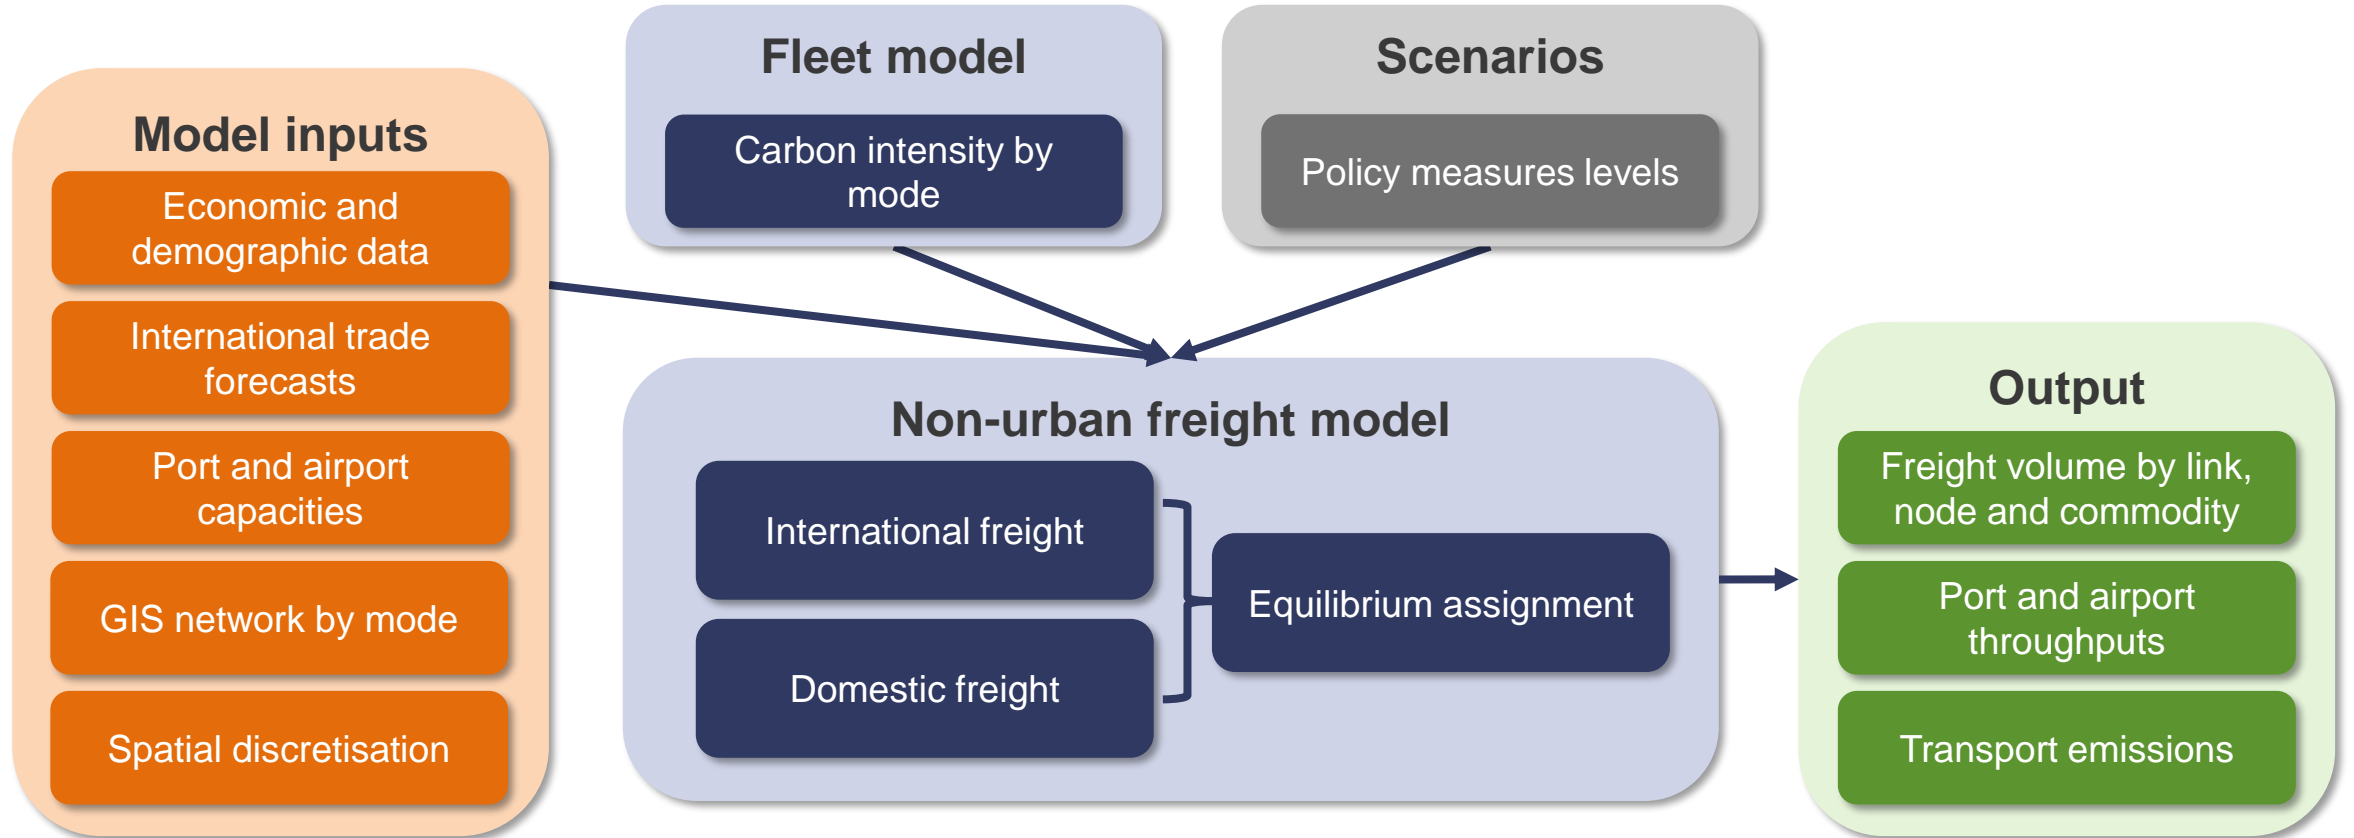 Model inputs
Economic and
demographic data
International trade
forecasts
Port and airport
capacities
GIS network by mode
Spatial discretisation
Fleet model
Carbon intensity by
mode
Scenarios
Policy measures levels
Non-urban freight model
International freight
Domestic freight
Equilibrium assignment
Output
Freight volume by link,
node and commodity
Port and airport
throughputs
Transport emissions